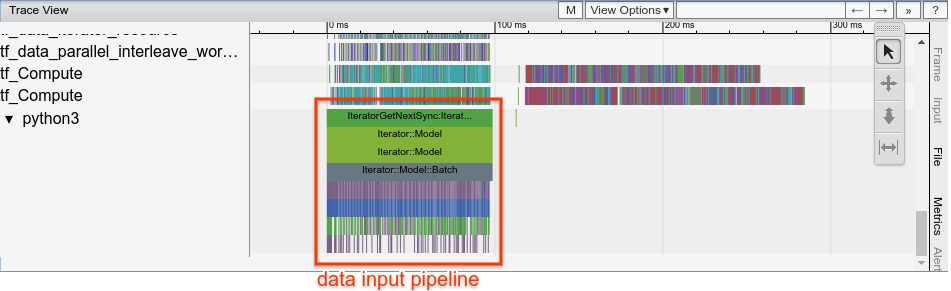 Trace View
M
View Options ▾
←
→
»
?
0 ms
100 ms
200 ms
300 ms
tf_data_iterator_resource
tf_data_parallel_interleave_wor…
tf_Compute
tf_Compute
▼ python3
IteratorGetNextSync:Iterat...
Iterator::Model
Iterator::Model
Iterator::Model::Batch
data input pipeline
Frame
Input
File
Metrics
Alert